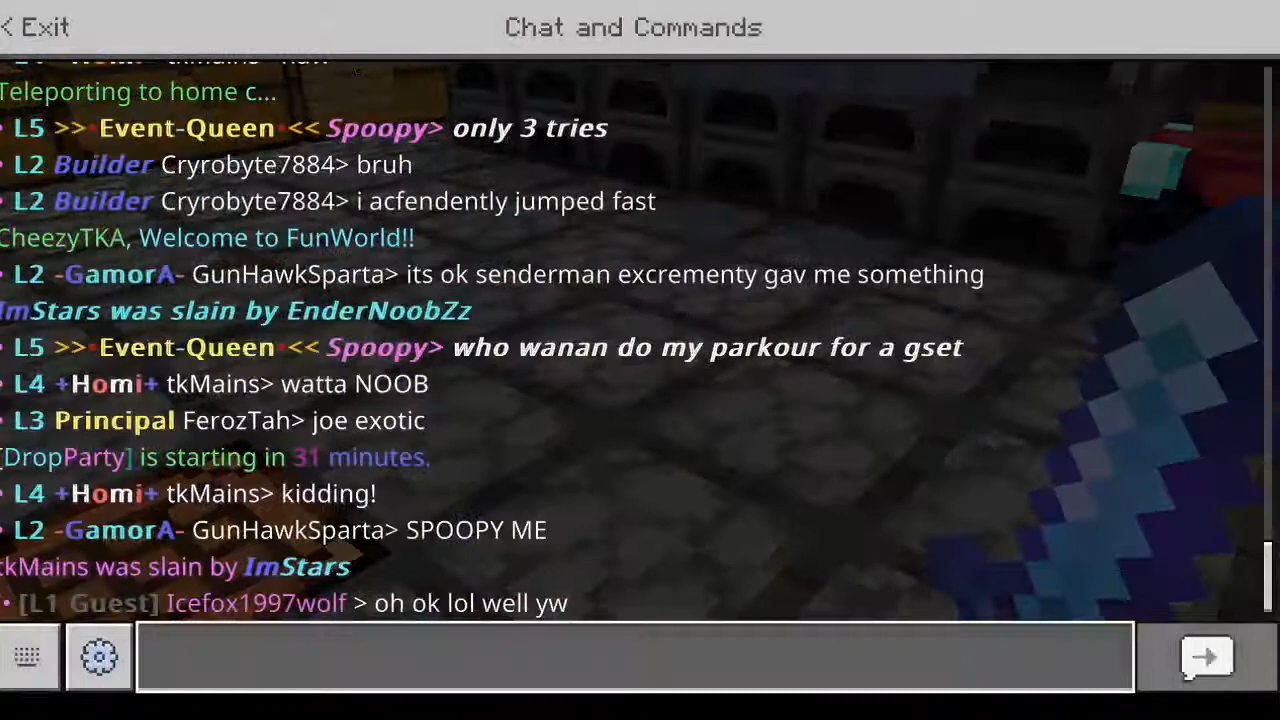 < Exit
Chat and Commands
Teleporting to home c...
• L5 >>•Event-Queen•<< Spoopy> only 3 tries
• L2 Builder Cryrobyte7884> bruh
• L2 Builder Cryrobyte7884> i acfendently jumped fast
CheezyTKA, Welcome to FunWorld!!
• L2 -GamorA- GunHawkSparta> its ok senderman excrementy gav me something
ImStars was slain by EnderNoobZz
• L5 >>•Event-Queen•<< Spoopy> who wanan do my parkour for a gset
• L4 +Homi+ tkMains> watta NOOB
• L3 Principal FerozTah> joe exotic
[DropParty] is starting in 31 minutes.
• L4 +Homi+ tkMains> kidding!
• L2 -GamorA- GunHawkSparta> SPOOPY ME
tkMains was slain by ImStars
• [L1 Guest] Icefox1997wolf > oh ok lol well yw